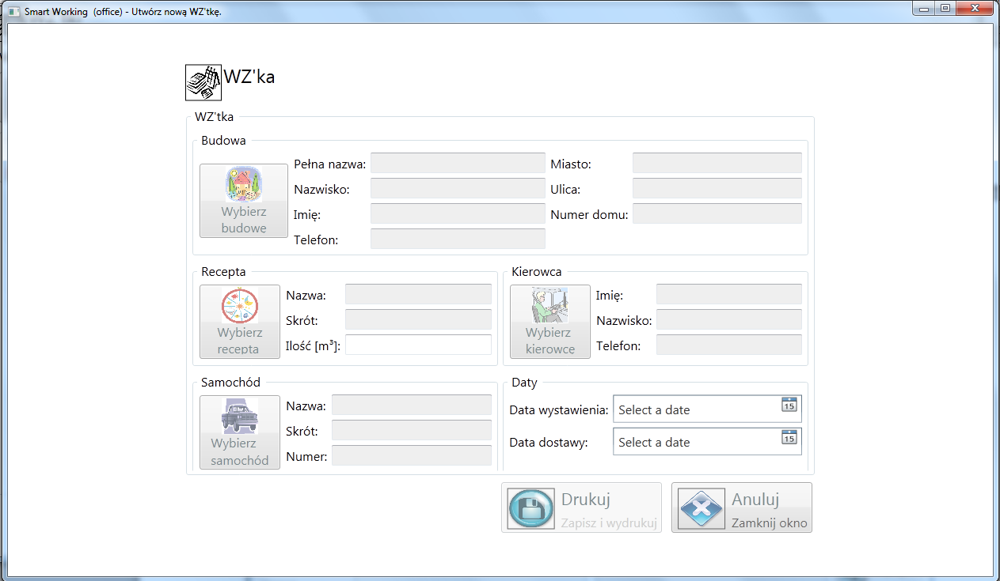 Smart Working (office) - Utwórz nową WZ'tkę.
WZ'ka
WZ'tka
Budowa
Wybierz
budowę
Pełna nazwa:
Miasto:
Nazwisko:
Ulica:
Imię:
Numer domu:
Telefon:
Recepta
Wybierz
recepta
Nazwa:
Skrót:
Ilość [m³]:
Kierowca
Wybierz
kierowcę
Imię:
Nazwisko:
Telefon:
Samochód
Wybierz
samochód
Nazwa:
Skrót:
Numer:
Daty
Data wystawienia: Select a date 15
Data dostawy: Select a date 15
Drukuj
Zapisz i wydrukuj
Anuluj
Zamknij okno